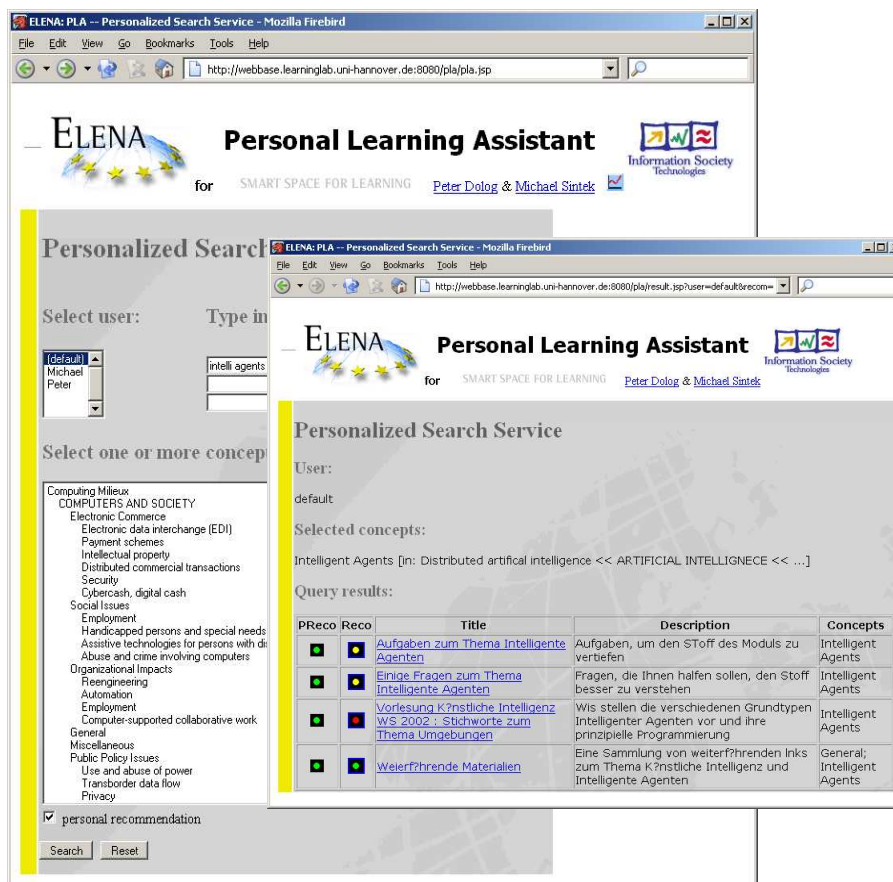 ELENA: PLA -- Personalized Search Service - Mozilla Firebird
File Edit View Go Bookmarks Tools Help
http://webbase.learninglab.uni-hannover.de:8080/pla/pla.jsp
ELENA
Personal Learning Assistant
for SMART SPACE FOR LEARNING Peter Dolog & Michael Sintek
Information Society
Technologies
Personalized Search
Select user:
Type in
(default)
Michael
Peter
intelli agents
Select one or more concep
Computing Milieux
COMPUTERS AND SOCIETY
Electronic Commerce
Electronic data interchange (EDI)
Payment schemes
Intellectual property
Distributed commercial transactions
Security
Cybercash, digital cash
Social Issues
Employment
Handicapped persons and special needs
Assistive technologies for persons with dis
Abuse and crime involving computers
Organizational Impacts
Reengineering
Automation
Employment
Computer-supported collaborative work
General
Miscellaneous
Public Policy Issues
Use and abuse of power
Transborder data flow
Privacy
personal recommendation
Search Reset
ELENA: PLA -- Personalized Search Service - Mozilla Firebird
File Edit View Go Bookmarks Tools Help
http://webbase.learninglab.uni-hannover.de:8080/pla/result.jsp?user=default&recom=
ELENA
Personal Learning Assistant
for SMART SPACE FOR LEARNING Peter Dolog & Michael Sintek
Information Society
Technologies
Personalized Search Service
User:
default
Selected concepts:
Intelligent Agents [in: Distributed artifical intelligence << ARTIFICIAL INTELLIGNECE << ...]
Query results:
PReco Reco Title Description Concepts
Aufgaben zum Thema Intelligente Aufgaben, um den SToff des Moduls zu Intelligent
Agenten vertiefen Agents
Einige Fragen zum Thema Fragen, die Ihnen halfen sollen, den Stoff Intelligent
Intelligente Agenten besser zu verstehen Agents
Vorlesung K?nstliche Intelligenz Wis stellen die verschiedenen Grundtypen Intelligent
WS 2002 : Stichworte zum Intelligenter Agenten vor und ihre Agents
Thema Umgebungen prinzipielle Programmierung
Weierf?hrende Materialien Eine Sammlung von weiterf?hrenden lnks General;
zum Thema K?nstliche Intelligenz und Intelligent
Intelligente Agenten Agents